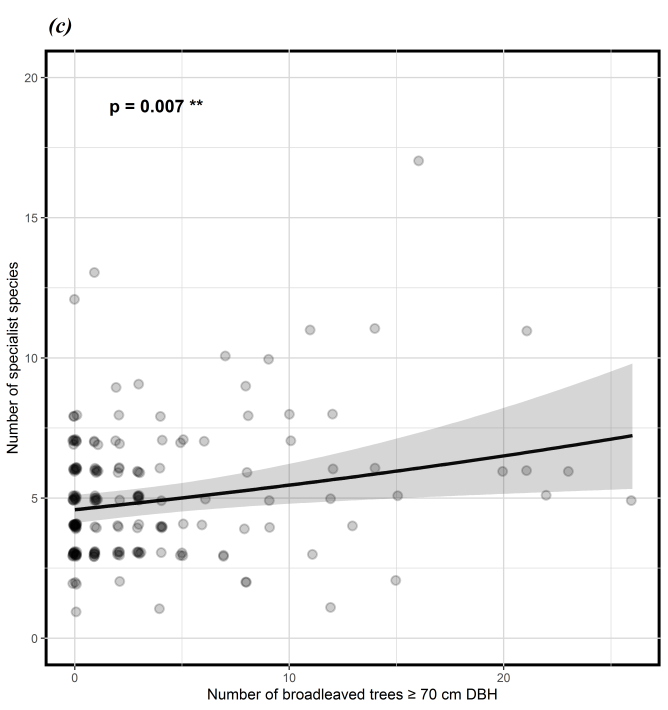 (c)
p = 0.007 **
20
15
10
5
0
Number of specialist species
0
10
20
Number of broadleaved trees ≥ 70 cm DBH